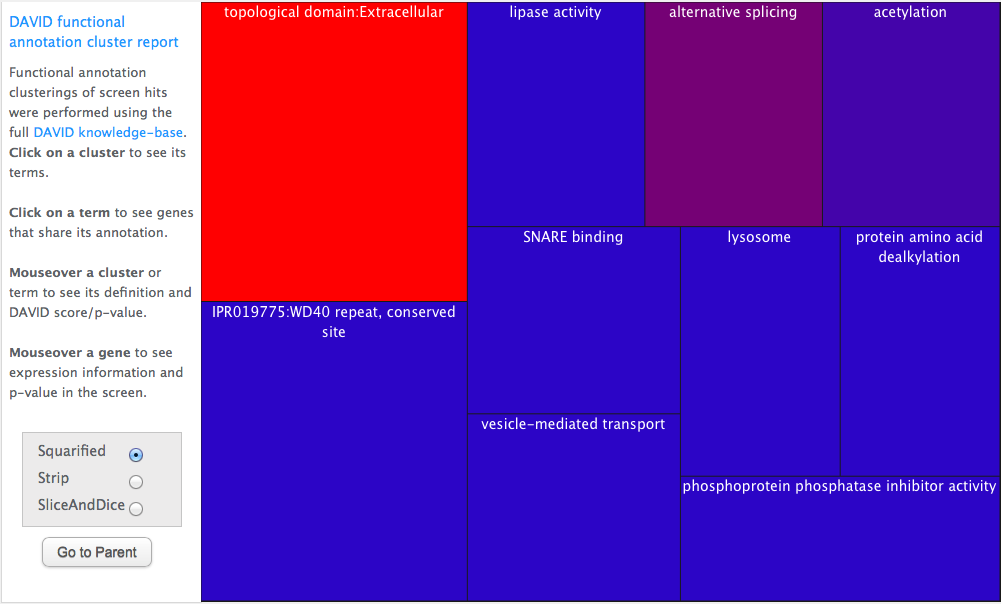 DAVID functional
annotation cluster report
Functional annotation
clusterings of screen hits
were performed using the
full DAVID knowledge-base.
Click on a cluster to see its
terms.
Click on a term to see genes
that share its annotation.
Mouseover a cluster or
term to see its definition and
DAVID score/p-value.
Mouseover a gene to see
expression information and
p-value in the screen.
Squarified
Strip
SliceAndDice
Go to Parent
topological domain:Extracellular
lipase activity
alternative splicing
acetylation
IPR019775:WD40 repeat, conserved
site
SNARE binding
lysosome
protein amino acid
dealkylation
vesicle-mediated transport
phosphoprotein phosphatase inhibitor activity